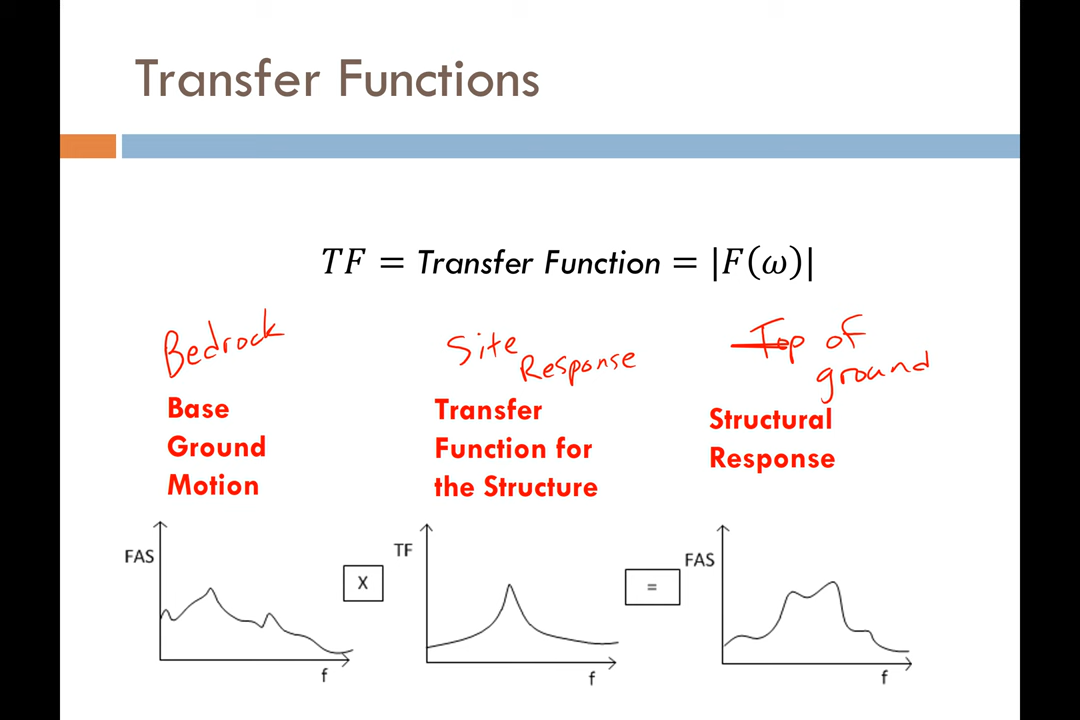 Transfer Functions
TF = Transfer Function = |F(ω)|
Bedrock
Site
Response
Top of
ground
Base
Ground
Motion
Transfer
Function for
the Structure
Structural
Response
FAS
f
X
TF
f
=
FAS
f